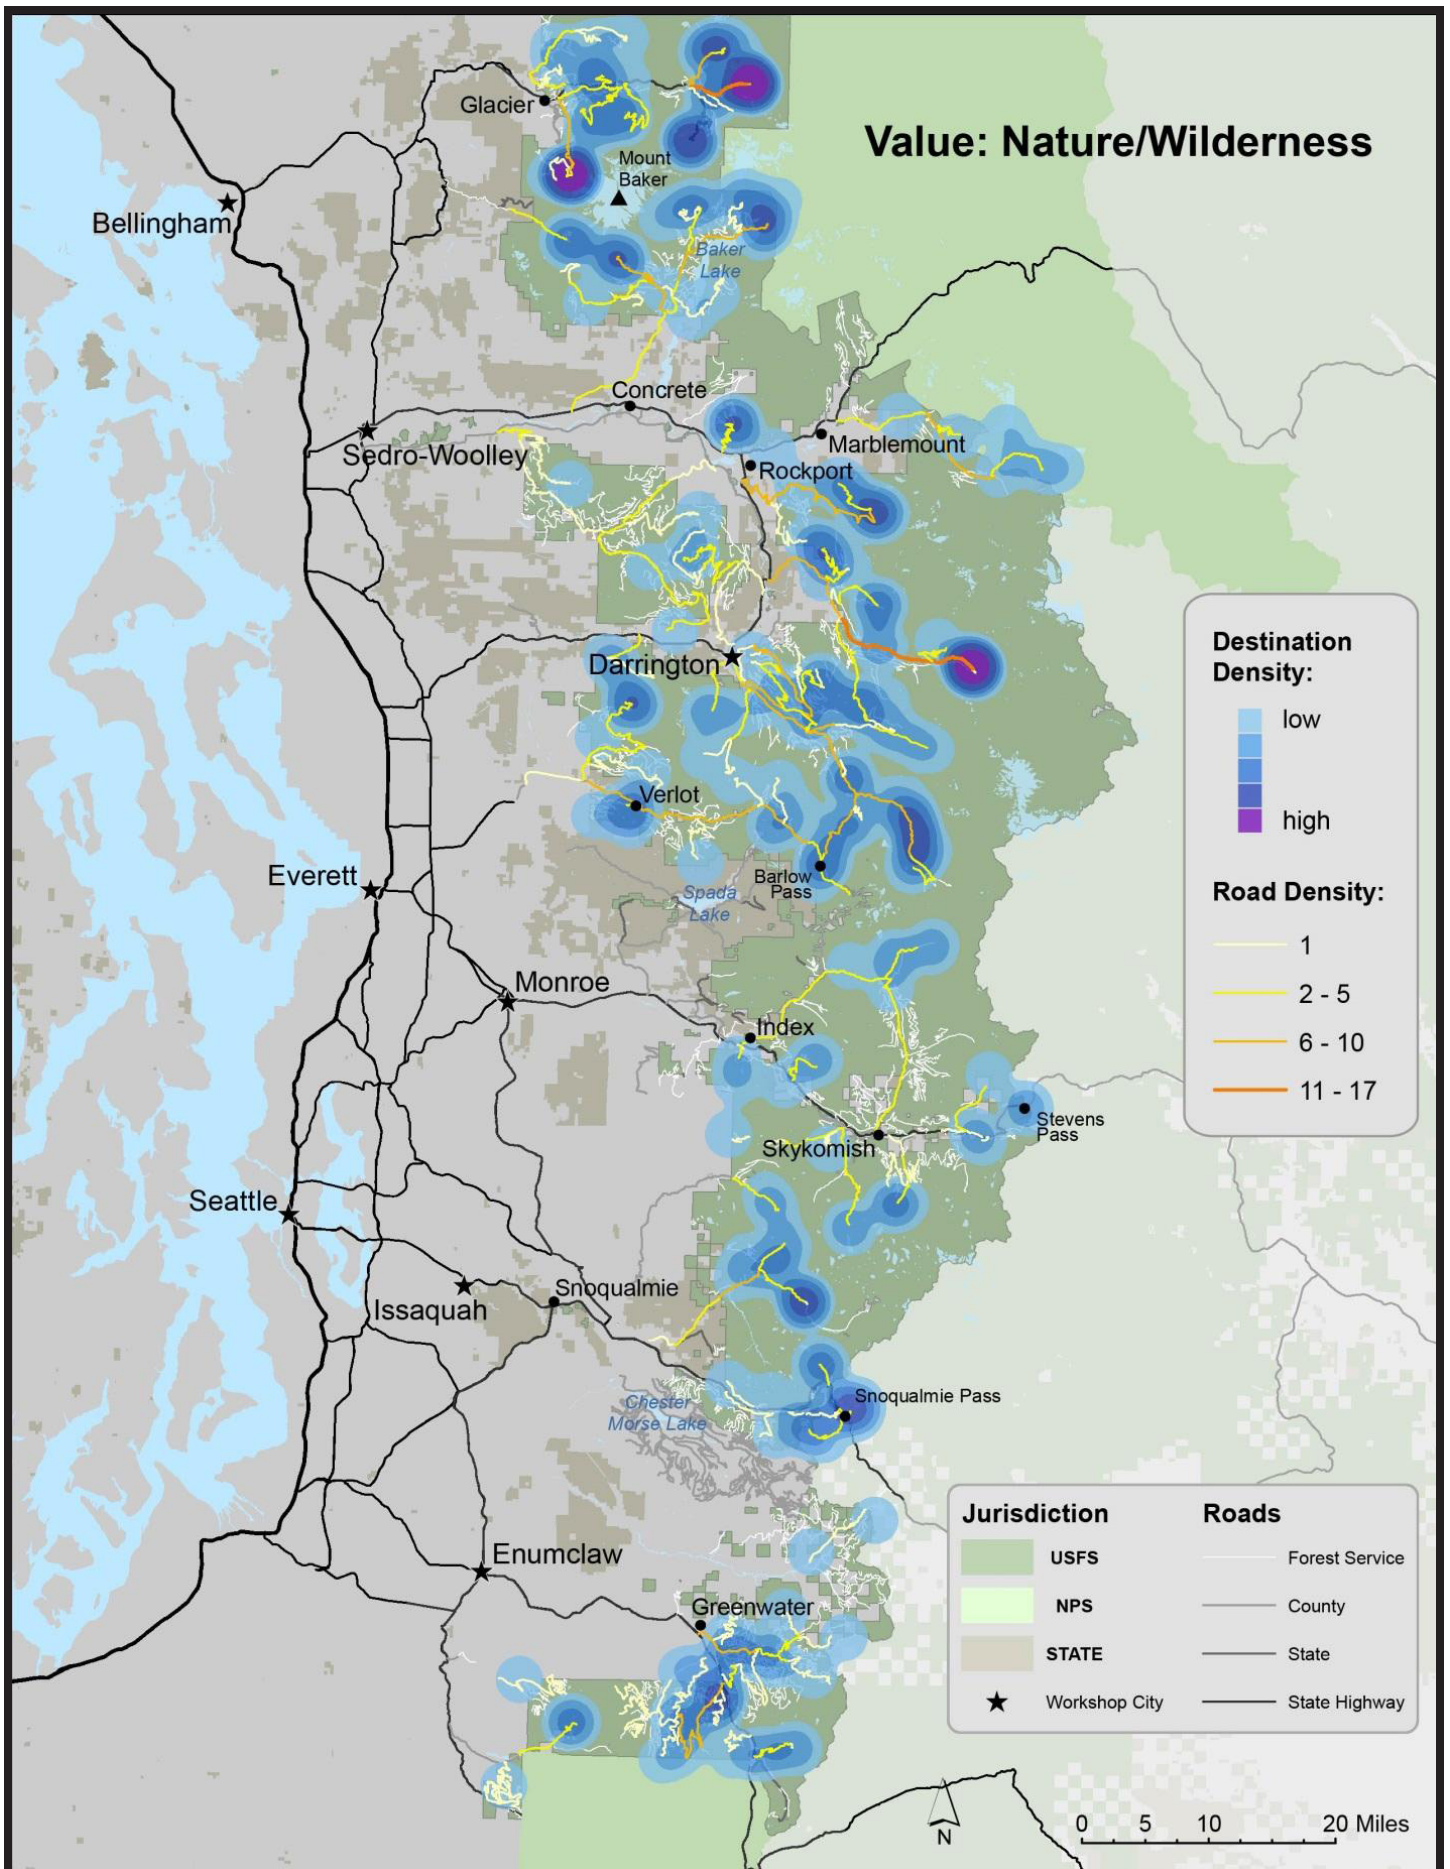 Value: Nature/Wilderness
Glacier
Mount
Baker
Bellingham
Baker
Lake
Concrete
Sedro-Woolley
Marblemount
Rockport
Darrington
Verlot
Barlow
Pass
Everett
Spada
Lake
Monroe
Index
Stevens
Pass
Skykomish
Seattle
Snoqualmie
Issaquah
Snoqualmie Pass
Chester
Morse Lake
Enumclaw
Greenwater
Destination
Density:
low
high
Road Density:
1
2 - 5
6 - 10
11 - 17
Jurisdiction
USFS
NPS
STATE
Workshop City
Roads
Forest Service
County
State
State Highway
N
0 5 10 20 Miles